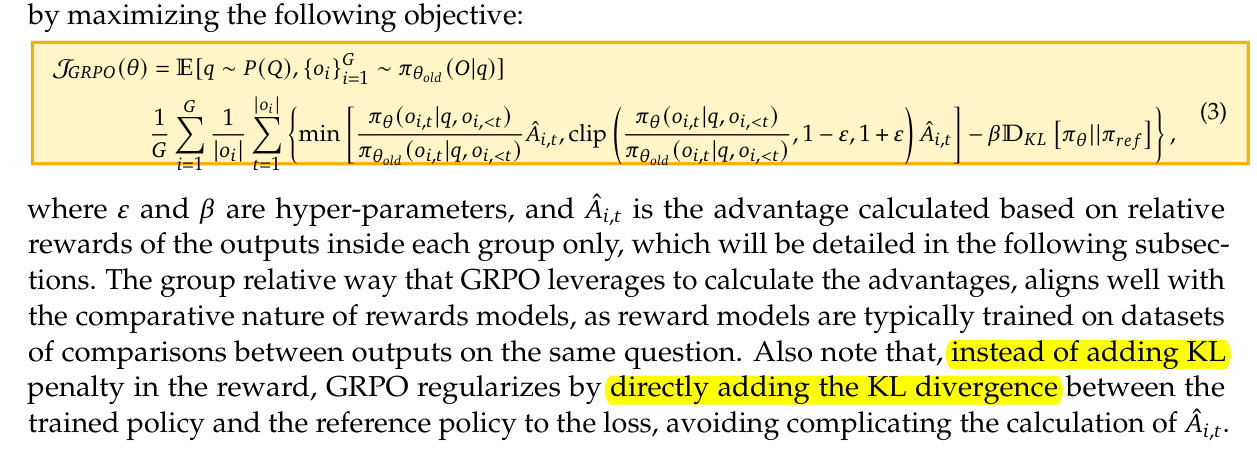 by maximizing the following objective:
𝒥_GRPO(θ) = 𝔼[q ∼ P(Q), {o_i}_{i=1}^G ∼ π_{θ_old}(O|q)]
1/G ∑_{i=1}^G 1/|o_i| ∑_{t=1}^{|o_i|} { min [ π_θ(o_{i,t}|q, o_{i,<t}) / π_{θ_old}(o_{i,t}|q, o_{i,<t}) Â_{i,t}, clip ( π_θ(o_{i,t}|q, o_{i,<t}) / π_{θ_old}(o_{i,t}|q, o_{i,<t}), 1 − ε, 1 + ε ) Â_{i,t} ] − β𝔻_KL [π_θ||π_ref] }, (3)
where ε and β are hyper-parameters, and Â_{i,t} is the advantage calculated based on relative
rewards of the outputs inside each group only, which will be detailed in the following subsec-
tions. The group relative way that GRPO leverages to calculate the advantages, aligns well with
the comparative nature of rewards models, as reward models are typically trained on datasets
of comparisons between outputs on the same question. Also note that, instead of adding KL
penalty in the reward, GRPO regularizes by directly adding the KL divergence between the
trained policy and the reference policy to the loss, avoiding complicating the calculation of Â_{i,t}.